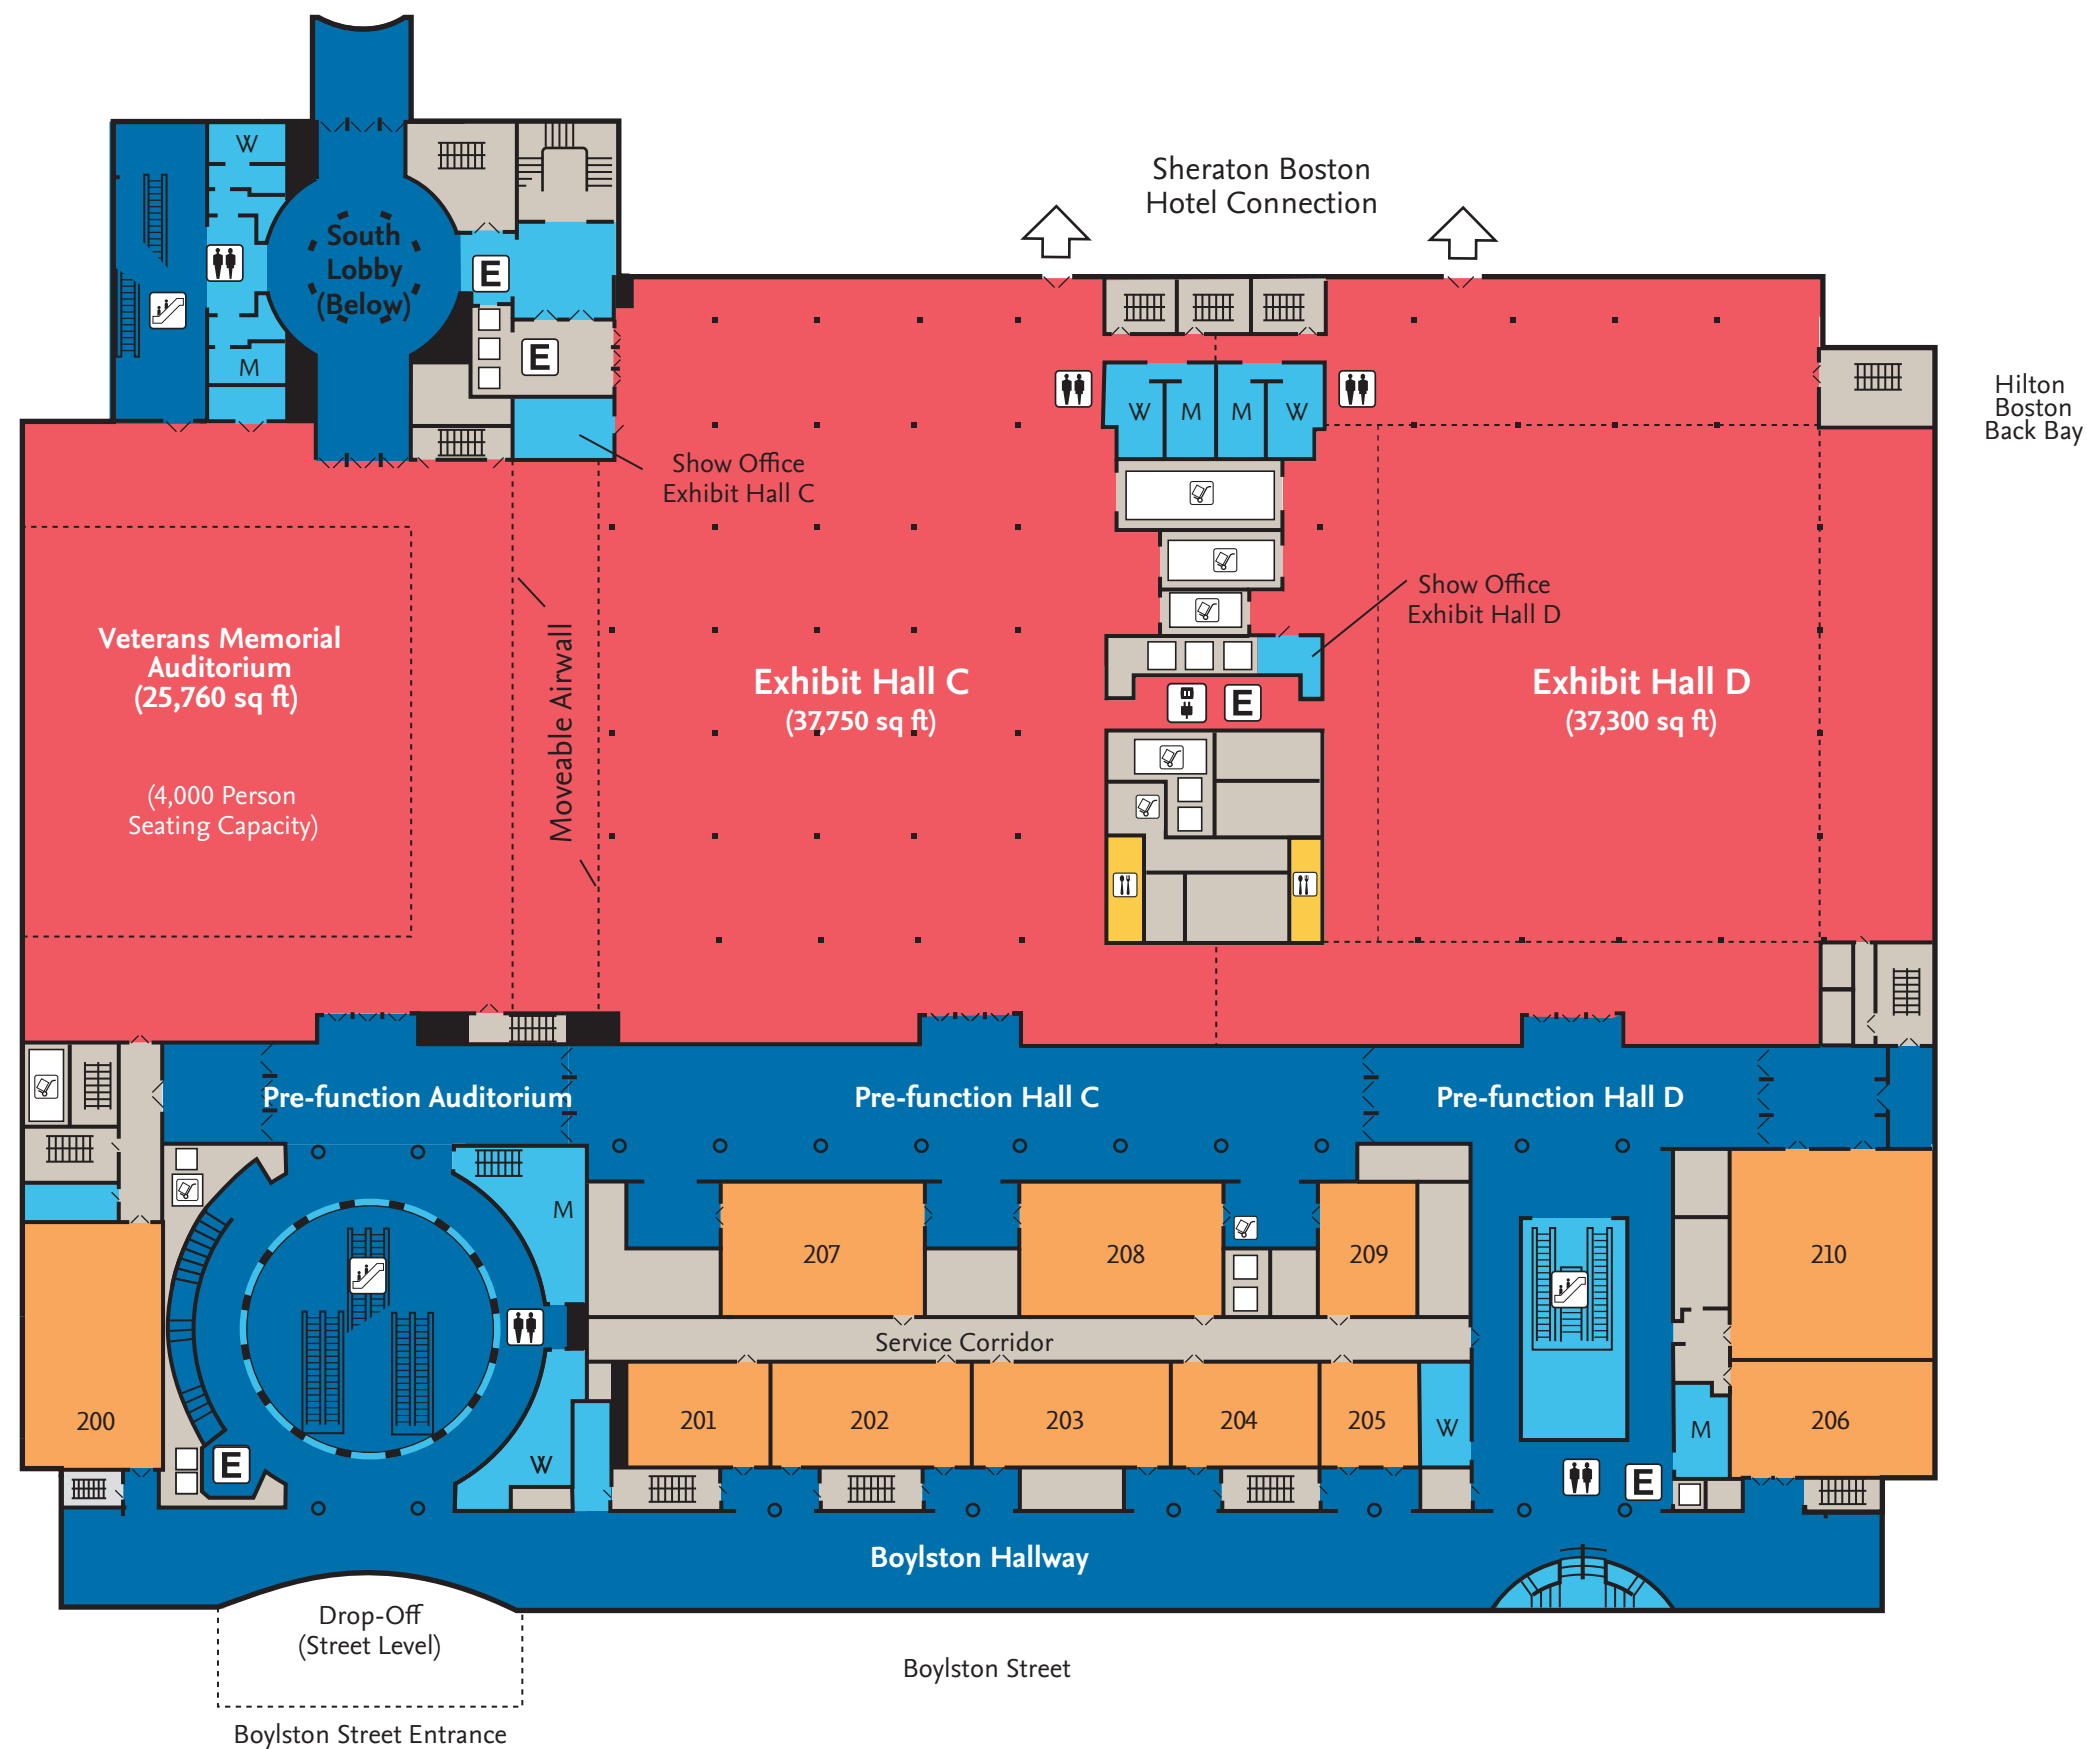 W
South
Lobby
(Below)
E
E
M
Sheraton Boston
Hotel Connection
Hilton
Boston
Back Bay
W
M
M
W
Show Office
Exhibit Hall C
Show Office
Exhibit Hall D
Veterans Memorial
Auditorium
(25,760 sq ft)
(4,000 Person
Seating Capacity)
Moveable Airwall
Exhibit Hall C
(37,750 sq ft)
E
Exhibit Hall D
(37,300 sq ft)
Pre-function Auditorium
Pre-function Hall C
Pre-function Hall D
M
207
208
209
210
Service Corridor
200
E
W
201
202
203
204
205
W
M
206
E
Boylston Hallway
Drop-Off
(Street Level)
Boylston Street
Boylston Street Entrance